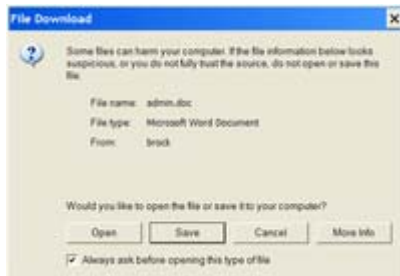 File Download
Some files can harm your computer. If the file information below looks
suspicious, or you do not fully trust the source, do not open or save this
file.
File name: admin.doc
File type: Microsoft Word Document
From: brock
Would you like to open the file or save it to your computer?
Open Save Cancel More Info
Always ask before opening this type of file